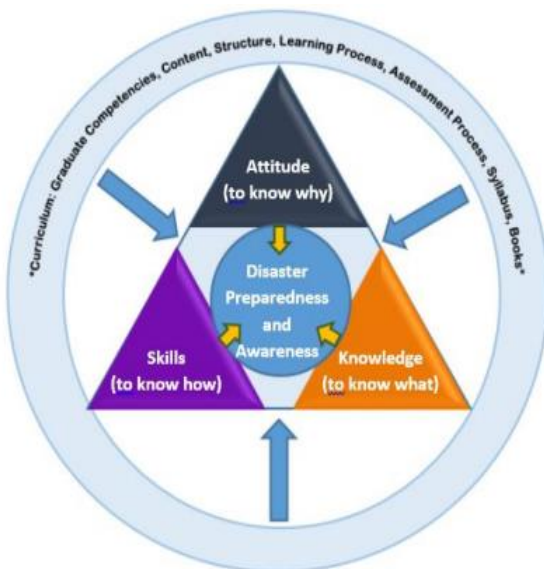 *Curriculum: Graduate Competencies, Content, Structure, Learning Process, Assessment Process, Syllabus, Books*
Attitude
(to know why)
Disaster
Preparedness
and
Awareness
Skills
(to know how)
Knowledge
(to know what)